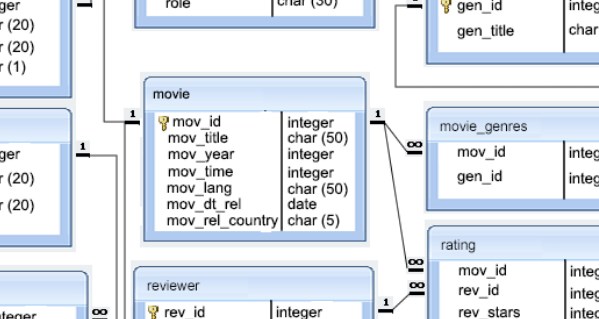 ger
r (20)
r (20)
r (1)
role
char (30)
gen_id integ
gen_title char
movie
1
1
mov_id integer
mov_title char (50)
mov_year integer
mov_time integer
mov_lang char (50)
mov_dt_rel date
mov_rel_country char (5)
movie_genres
∞
mov_id integ
gen_id integ
ger
1
r (20)
r (20)
rating
∞
mov_id integ
∞
rev_id integ
rev_stars integ
reviewer
1
rev_id integer
nteger
∞